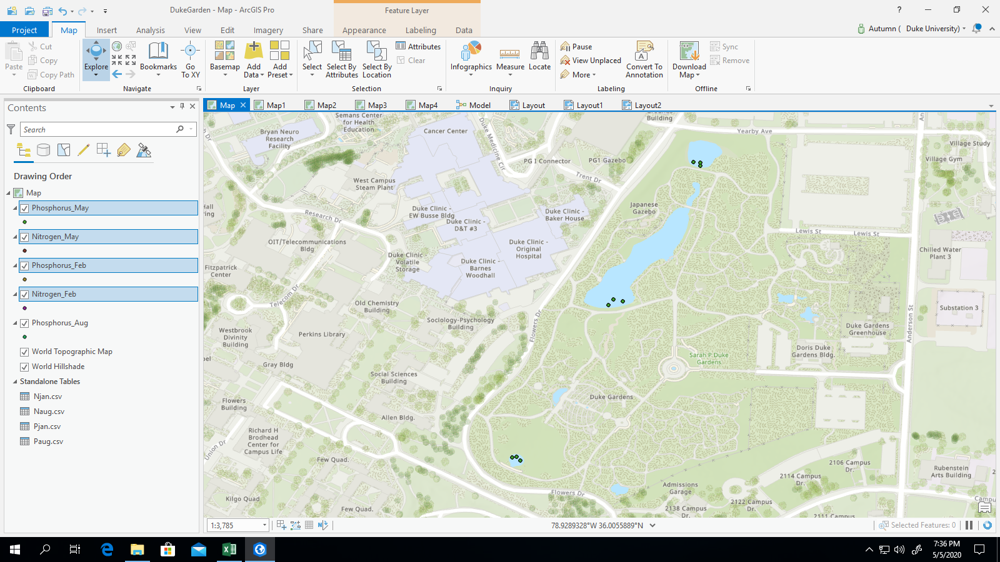 DukeGarden - Map - ArcGIS Pro
Feature Layer
?
Project
Map
Insert
Analysis
View
Edit
Imagery
Share
Appearance
Labeling
Data
Autumn (
Duke University)
Paste
Cut
Copy
Copy Path
Clipboard
Explore
Bookmarks
Go
To XY
Navigate
Basemap
Add
Data
Add
Preset
Layer
Select
Select By
Attributes
Select By
Location
Attributes
Clear
Selection
Infographics
Measure
Locate
Inquiry
Pause
View Unplaced
More
Convert To
Annotation
Labeling
Download
Map
Sync
Remove
Offline
Contents
Search
Drawing Order
Map
Phosphorus_May
Nitrogen_May
Phosphorus_Feb
Nitrogen_Feb
Phosphorus_Aug
World Topographic Map
World Hillshade
Standalone Tables
Njan.csv
Naug.csv
Pjan.csv
Paug.csv
Map
Map1
Map2
Map3
Map4
Model
Layout
Layout1
Layout2
Semans Center
for Health
Education
Bryan Neuro
Research
Facility
Cancer Center
Duke Medicine Cir
Building
Yearby Ave
Village Study
Village Gym
PG I Connector
PG1 Gazebo
Trent Dr
West Campus
Steam Plant
Hall
Research Dr
Duke Clinic -
EW Busse Bldg
Duke Clinic -
D&T #3
Duke Clinic -
Baker House
Japanese
Gazebo
Lewis St
Lewis St
OIT/Telecommunications
Bldg
Duke Clinic -
Original
Hospital
Duke Clinic -
Volatile
Storage
Duke Clinic -
Barnes
Woodhall
Chilled Water
Plant 3
Fitzpatrick
Center
Telecom Dr
Old Chemistry
Building
Sociology-Psychology
Building
Flowers Dr
Substation 3
Anderson St
Westbrook
Divinity
Building
Perkins Library
Duke Gardens
Greenhouse
Doris Duke
Gardens Bldg.
Sarah P Duke
Gardens
Gray Bldg
Social Sciences
Building
Duke Gardens
Flowers
Building
Allen Bldg.
Richard H
Brodhead
Center for
Campus Life
Union Dr
Few Quad.
2106 Campus
Dr.
Rubenstein
Arts Building
2114 Campus
Dr.
Admissions
Garage
Flowers Dr
Kilgo Quad
Few Quad.
2122 Campus
Dr.
2138 Campus
Dr.
2111 Campus
1:3,785
78.9289328°W 36.0055889°N
Selected Features: 0
7:36 PM
5/5/2020